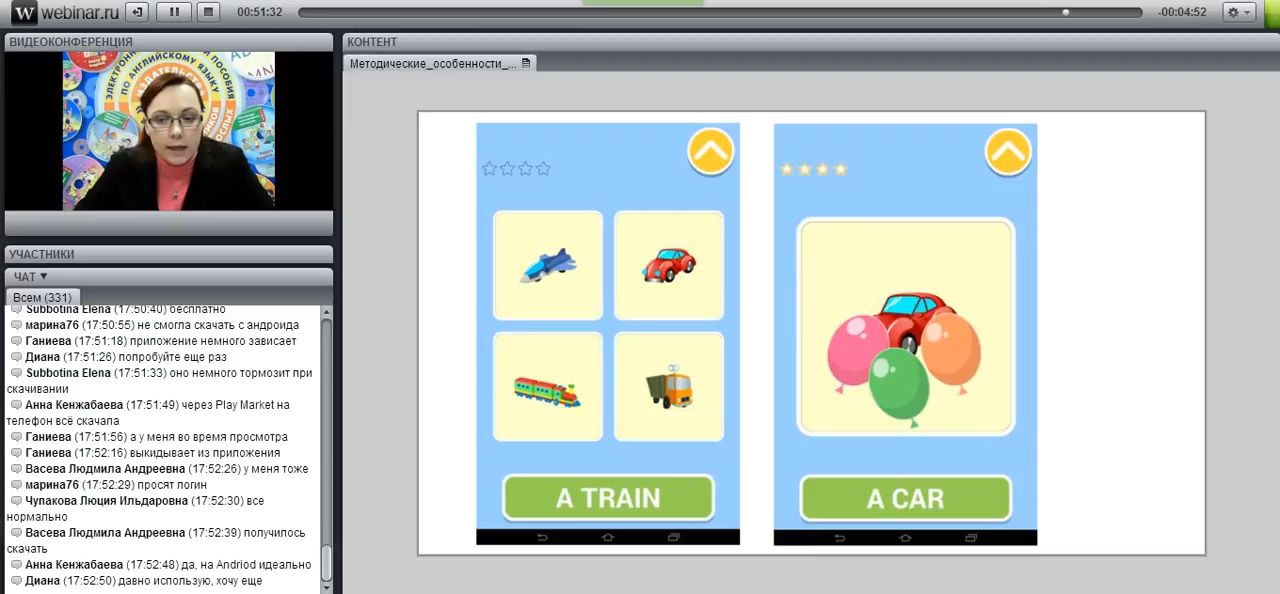 webinar.ru
00:51:32
-00:04:52
ВИДЕОКОНФЕРЕНЦИЯ
КОНТЕНТ
Методические_особенности_...
ЭЛЕКТРОННЫЕ ПОСОБИЯ
ПО АНГЛИЙСКОМУ ЯЗЫКУ
ИЗДАТЕЛЬСТВА
УЧАСТНИКИ
ЧАТ
Всем (331)
Subbotina Elena (17:50:40) бесплатно
марина76 (17:50:55) не смогла скачать с андроида
Ганиева (17:51:18) приложение немного зависает
Диана (17:51:26) попробуйте еще раз
Subbotina Elena (17:51:33) оно немного тормозит при
скачивании
Анна Кенжабаева (17:51:49) через Play Market на
телефон всё скачала
Ганиева (17:51:56) а у меня во время просмотра
Ганиева (17:52:16) выкидывает из приложения
Васева Людмила Андреевна (17:52:26) у меня тоже
марина76 (17:52:29) просят логин
Чупакова Люция Ильдаровна (17:52:30) все
нормально
Васева Людмила Андреевна (17:52:39) получилось
скачать
Анна Кенжабаева (17:52:48) да, на Andriod идеально
Диана (17:52:50) давно использую, хочу еще
A TRAIN
A CAR